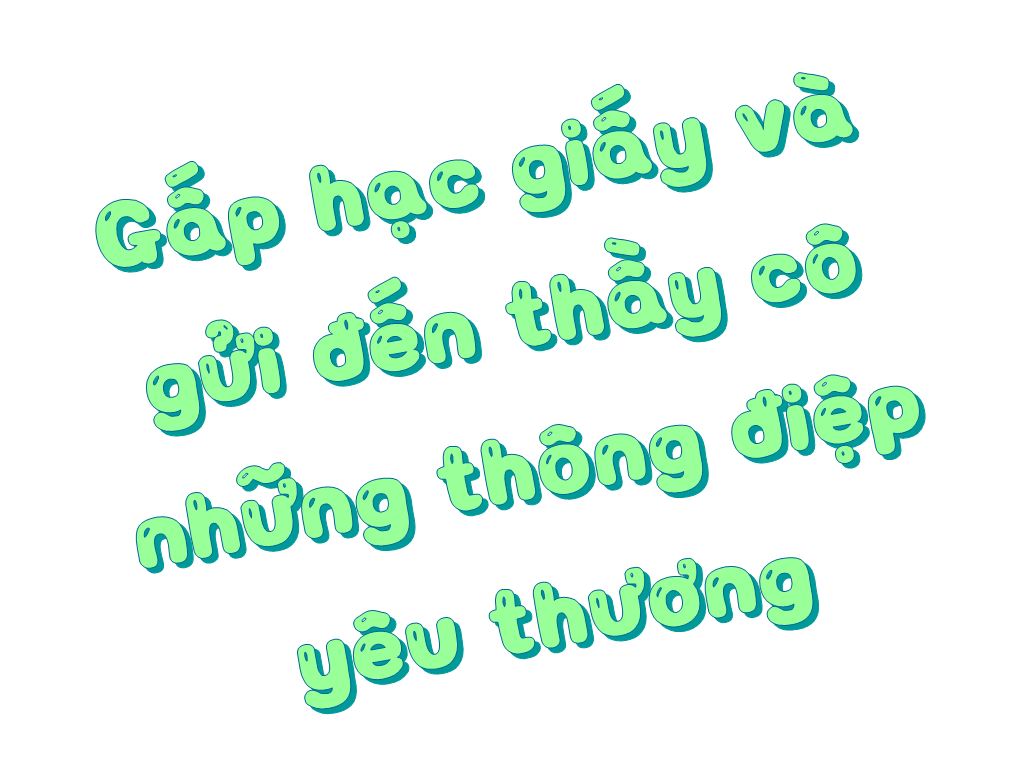 Gấp hạc giấy và
gửi đến thầy cô
những thông điệp
yêu thương